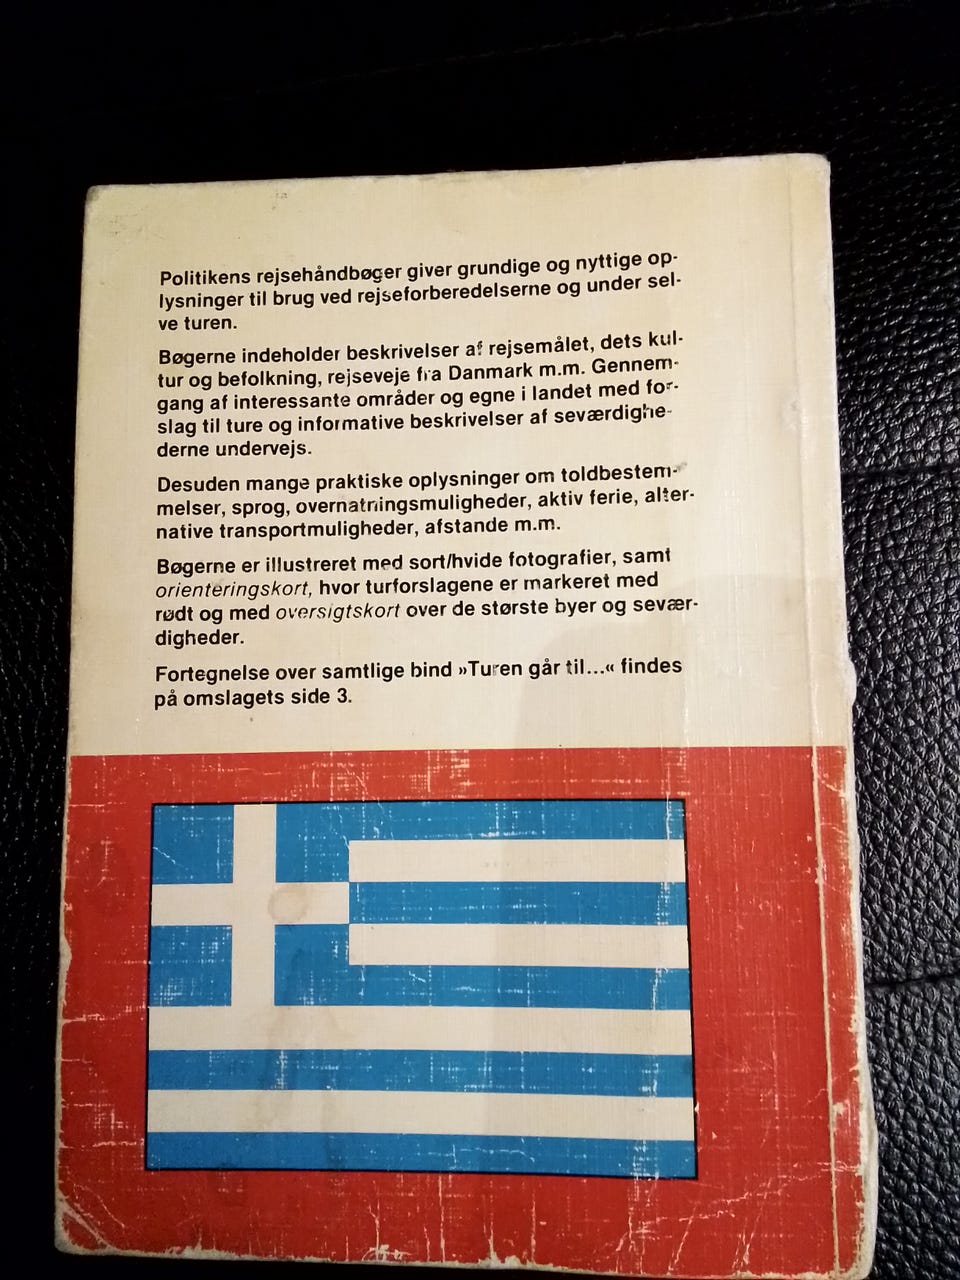 Politikens rejsehåndbøger giver grundige og nyttige op-
lysninger til brug ved rejseforberedelserne og under sel-
ve turen.
Bøgerne indeholder beskrivelser af rejsemålet, dets kul-
tur og befolkning, rejseveje fra Danmark m.m. Gennem-
gang af interessante områder og egne i landet med for-
slag til ture og informative beskrivelser af seværdighe-
derne undervejs.
Desuden mange praktiske oplysninger om toldbestem-
melser, sprog, overnatningsmuligheder, aktiv ferie, alter-
native transportmuligheder, afstande m.m.
Bøgerne er illustreret med sort/hvide fotografier, samt
orienteringskort, hvor turforslagene er markeret med
rødt og med oversigtskort over de største byer og sevær-
digheder.
Fortegnelse over samtlige bind »Turen går til...« findes
på omslagets side 3.